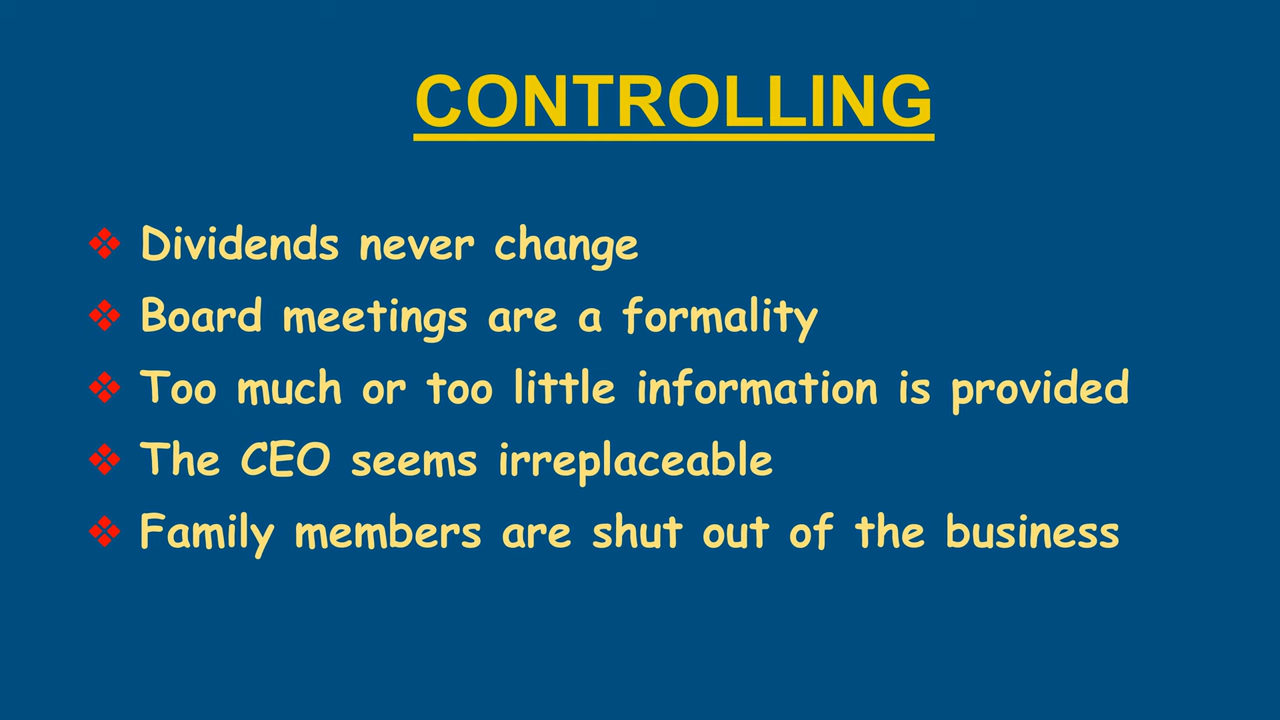 CONTROLLING
Dividends never change
Board meetings are a formality
Too much or too little information is provided
The CEO seems irreplaceable
Family members are shut out of the business